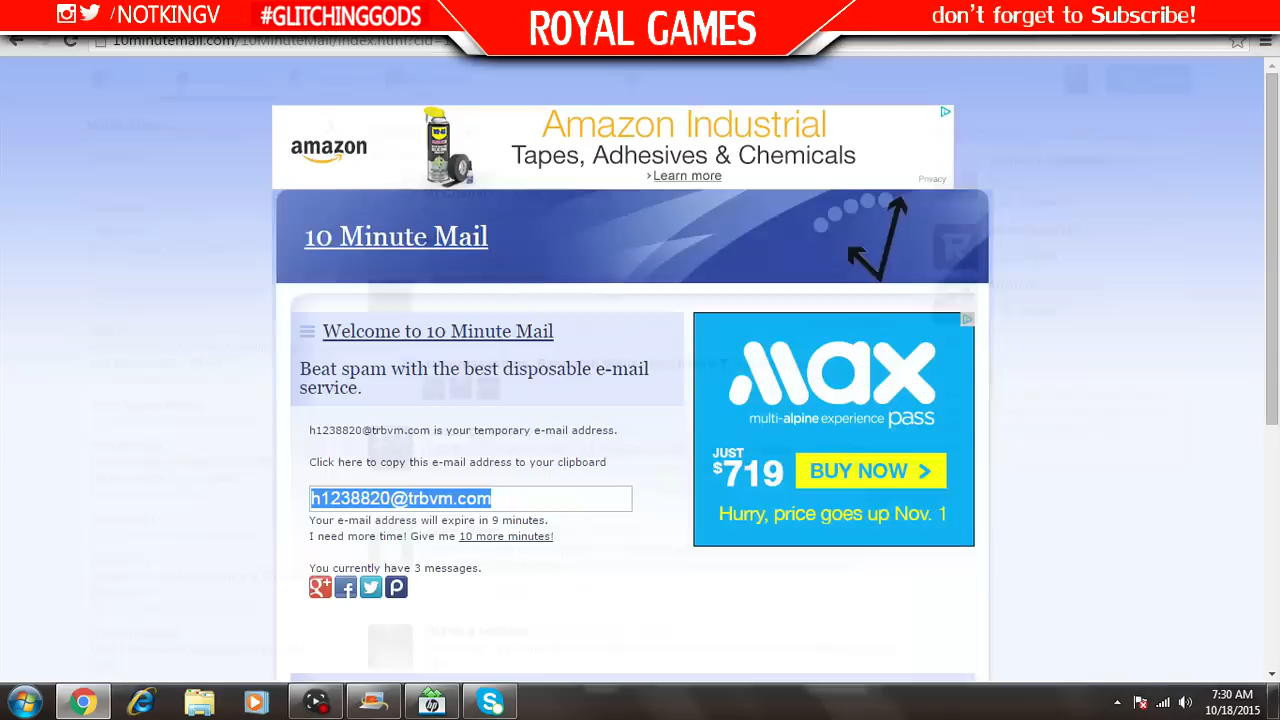 /NOTKINGV
#GLITCHINGGODS
ROYAL GAMES
don't forget to Subscribe!
amazon
Amazon Industrial
Tapes, Adhesives & Chemicals
›Learn more
Privacy
10 Minute Mail
Welcome to 10 Minute Mail
Beat spam with the best disposable e-mail
service.
h1238820@trbvm.com is your temporary e-mail address.
Click here to copy this e-mail address to your clipboard
h1238820@trbvm.com
Your e-mail address will expire in 9 minutes.
I need more time! Give me 10 more minutes!
You currently have 3 messages.
max
multi-alpine experience pass
JUST
$719
BUY NOW >
Hurry, price goes up Nov. 1
7:30 AM
10/18/2015